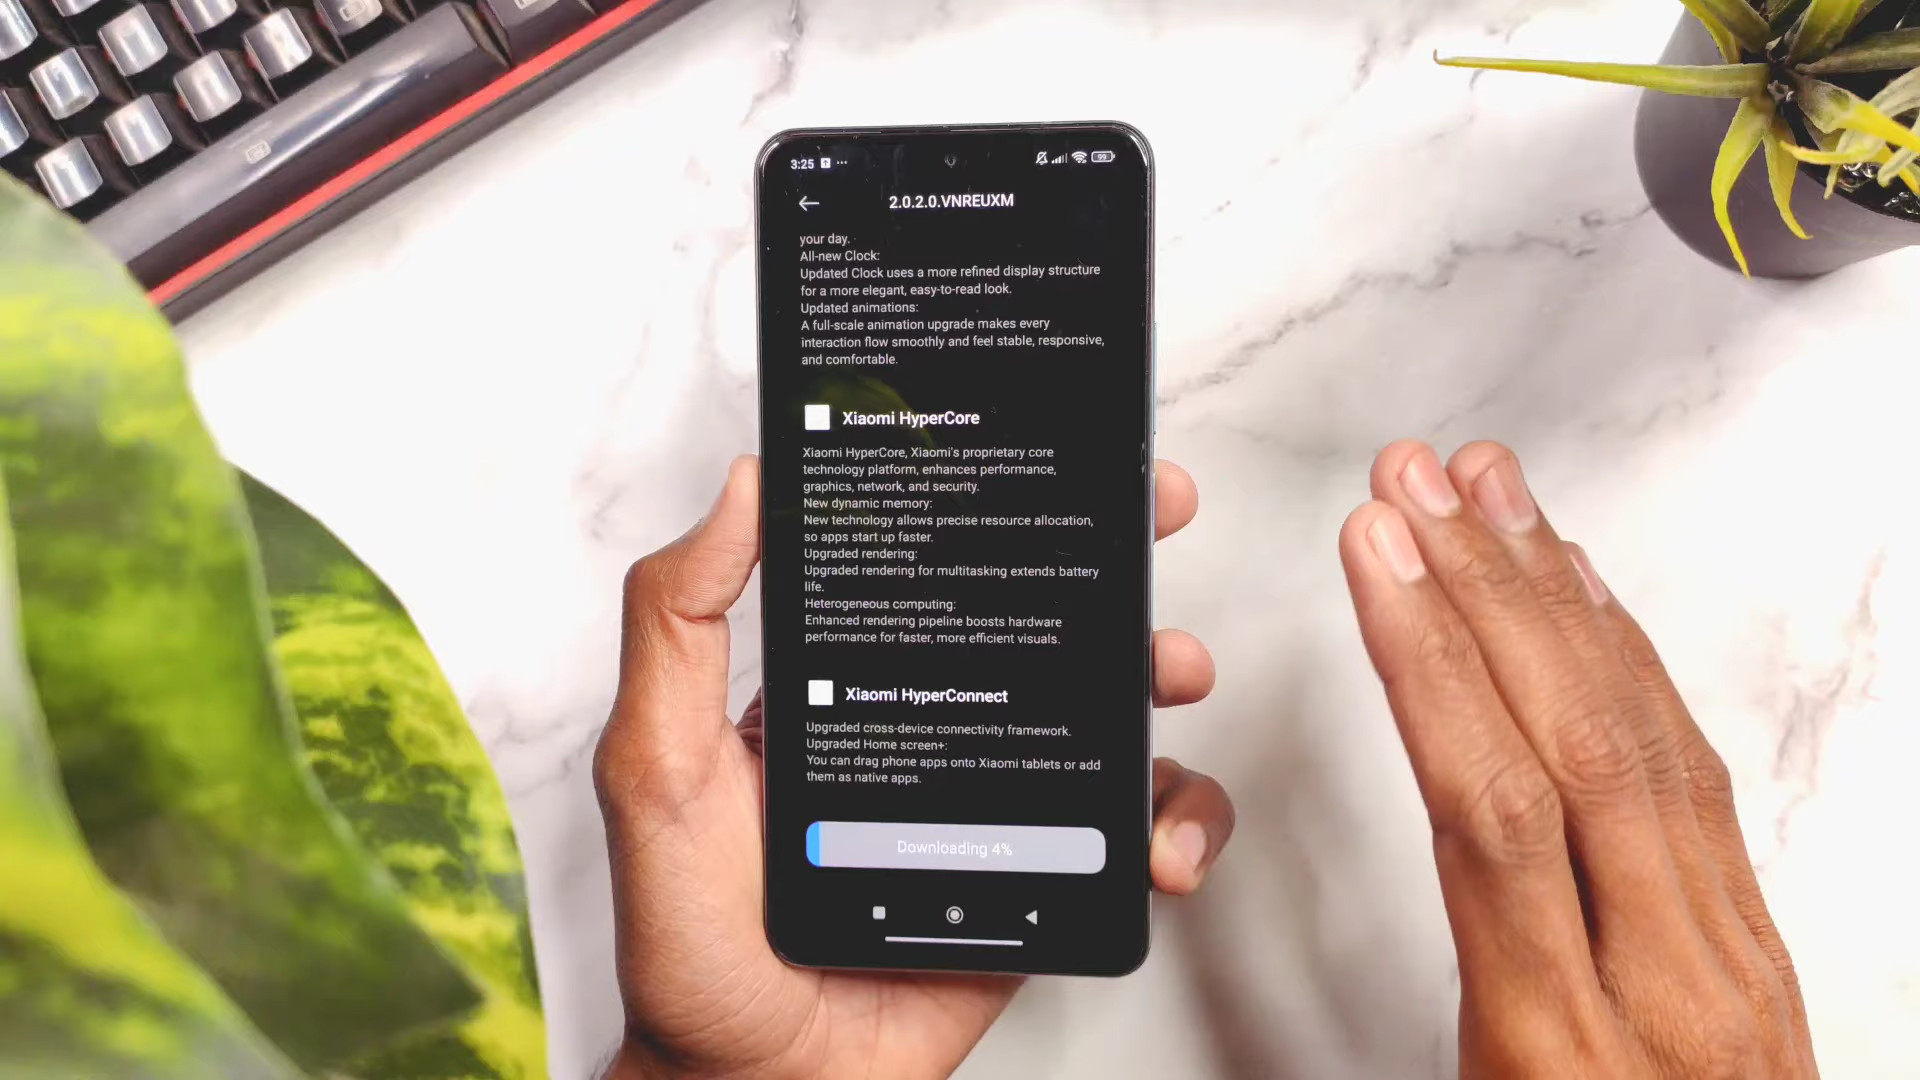 3:25
99
2.0.2.0.VNREUXM
your day.
All-new Clock:
Updated Clock uses a more refined display structure
for a more elegant, easy-to-read look.
Updated animations:
A full-scale animation upgrade makes every
interaction flow smoothly and feel stable, responsive,
and comfortable.
Xiaomi HyperCore
Xiaomi HyperCore, Xiaomi's proprietary core
technology platform, enhances performance,
graphics, network, and security.
New dynamic memory:
New technology allows precise resource allocation,
so apps start up faster.
Upgraded rendering:
Upgraded rendering for multitasking extends battery
life.
Heterogeneous computing:
Enhanced rendering pipeline boosts hardware
performance for faster, more efficient visuals.
Xiaomi HyperConnect
Upgraded cross-device connectivity framework.
Upgraded Home screen+:
You can drag phone apps onto Xiaomi tablets or add
them as native apps.
Downloading 4%